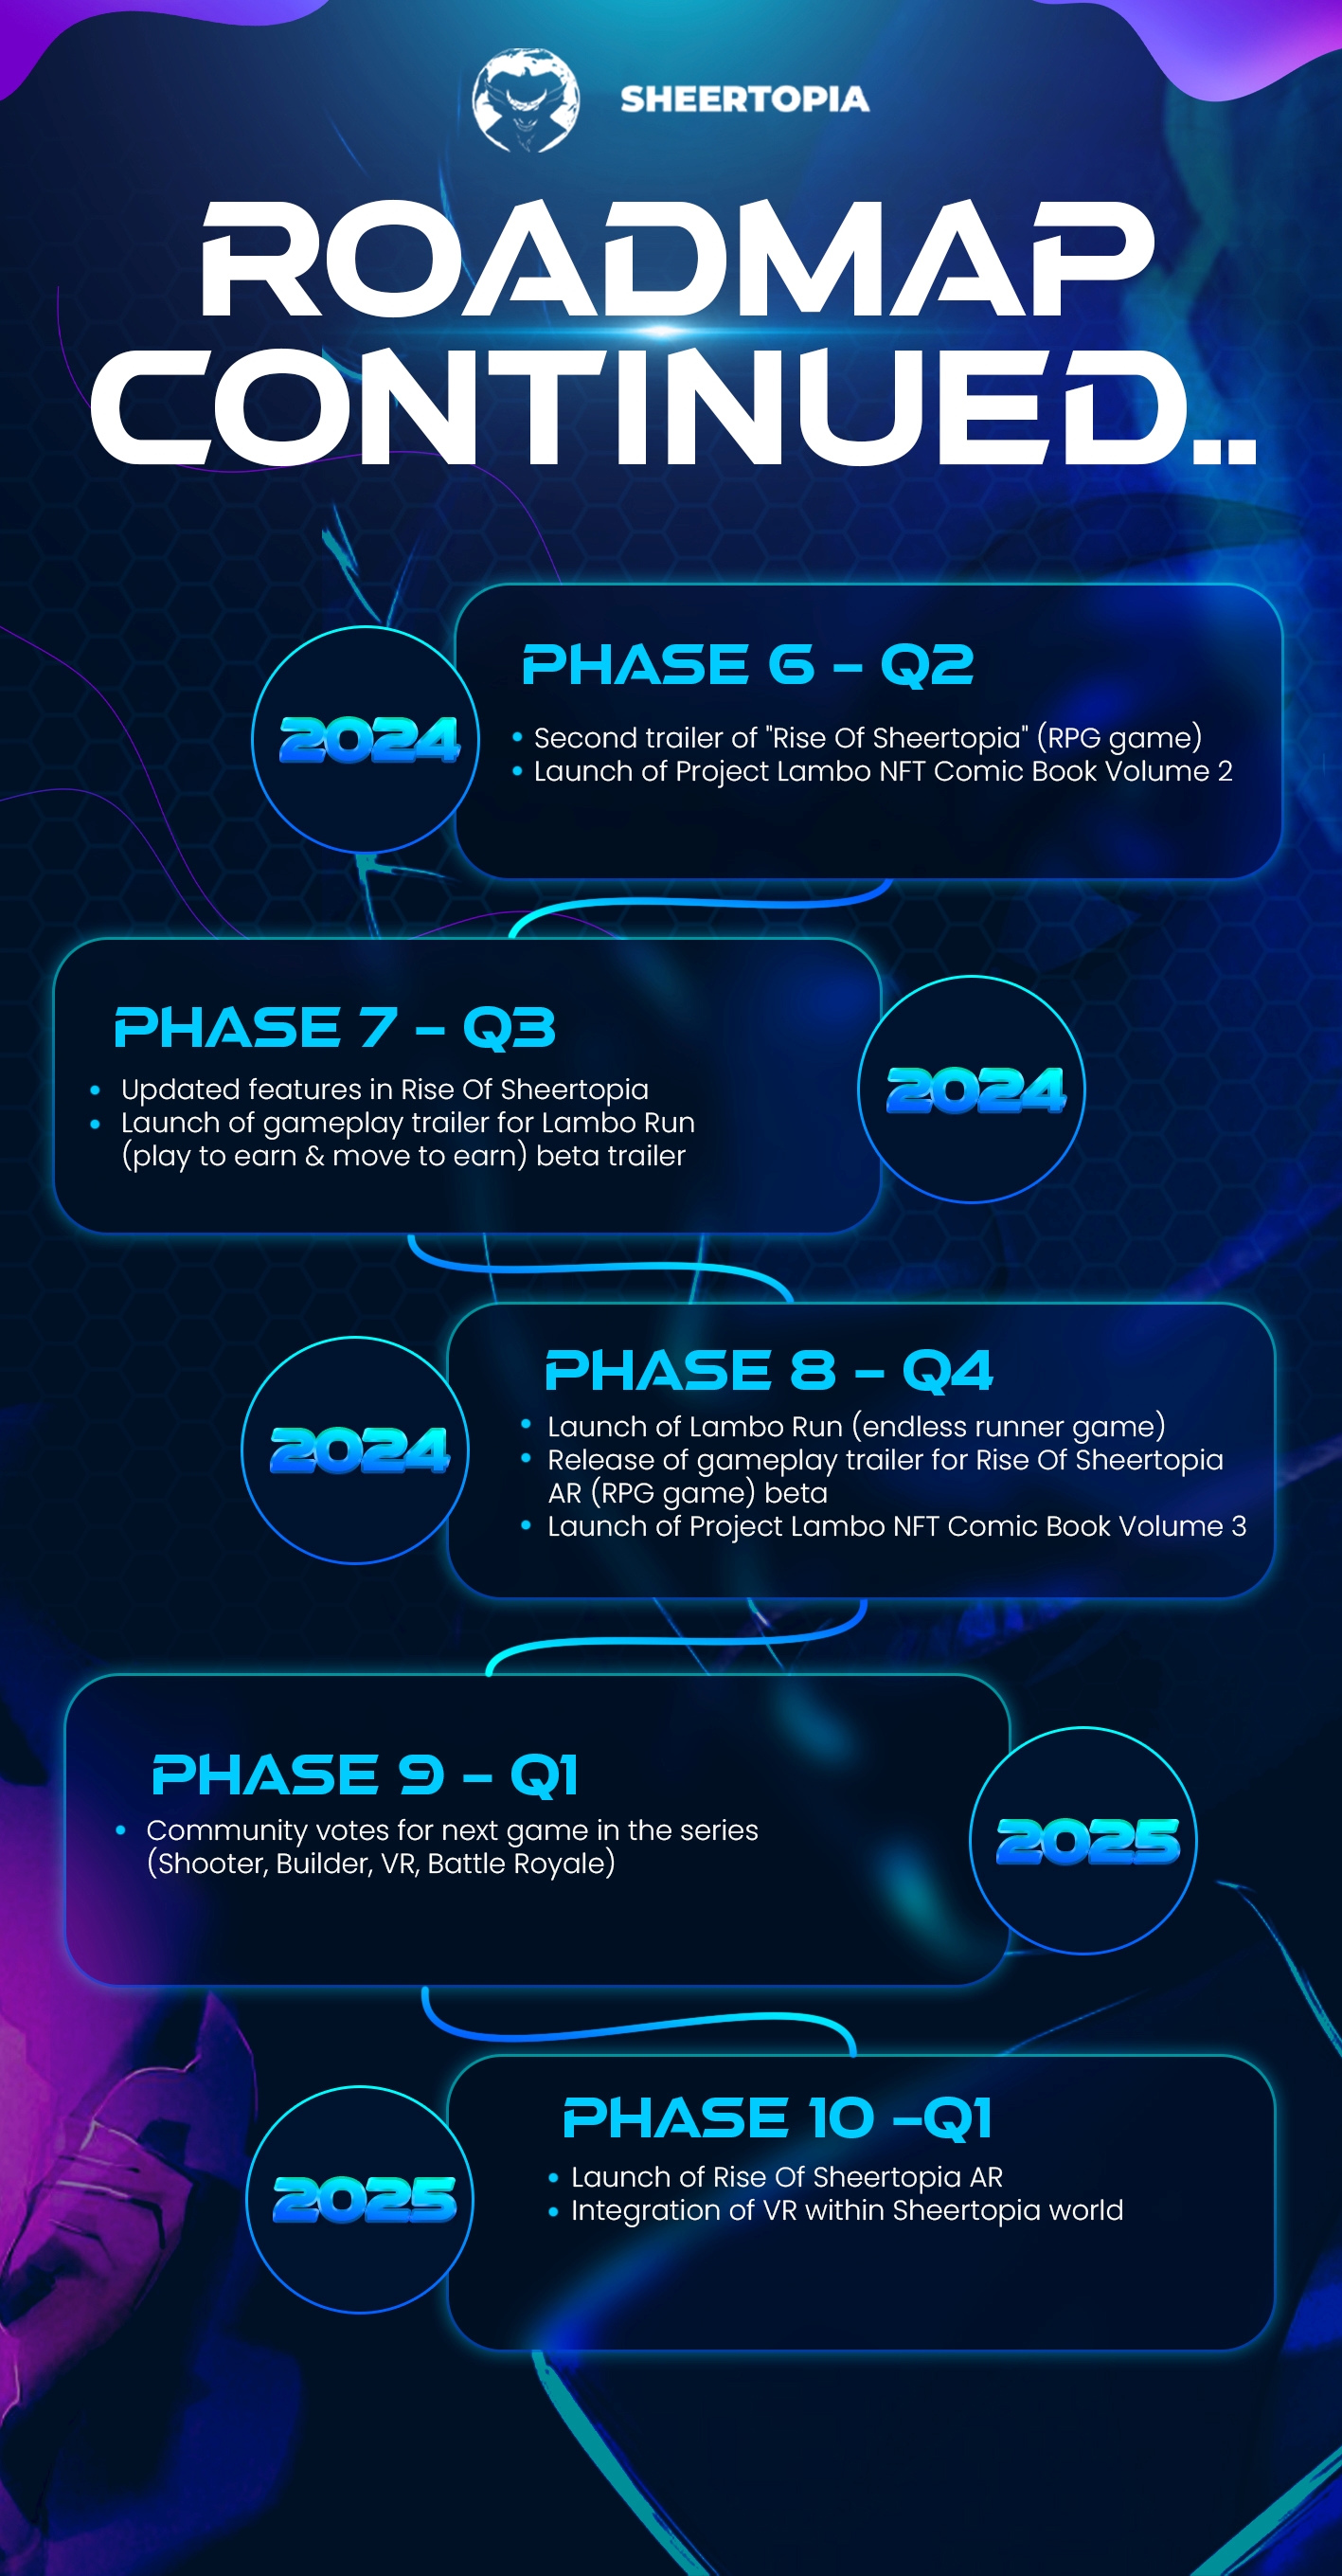 SHEERTOPIA
ROADMAP
CONTINUED..
PHASE 6 – Q2
2024
• Second trailer of "Rise Of Sheertopia" (RPG game)
• Launch of Project Lambo NFT Comic Book Volume 2
PHASE 7 – Q3
• Updated features in Rise Of Sheertopia
• Launch of gameplay trailer for Lambo Run
(play to earn & move to earn) beta trailer
2024
PHASE 8 – Q4
2024
• Launch of Lambo Run (endless runner game)
• Release of gameplay trailer for Rise Of Sheertopia
AR (RPG game) beta
• Launch of Project Lambo NFT Comic Book Volume 3
PHASE 9 – Q1
• Community votes for next game in the series
(Shooter, Builder, VR, Battle Royale)
2025
PHASE 10 –Q1
2025
• Launch of Rise Of Sheertopia AR
• Integration of VR within Sheertopia world